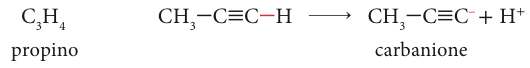 C₃H₄ CH₃−C≡C−H ⟶ CH₃−C≡C⁻ + H⁺
propino carbanione